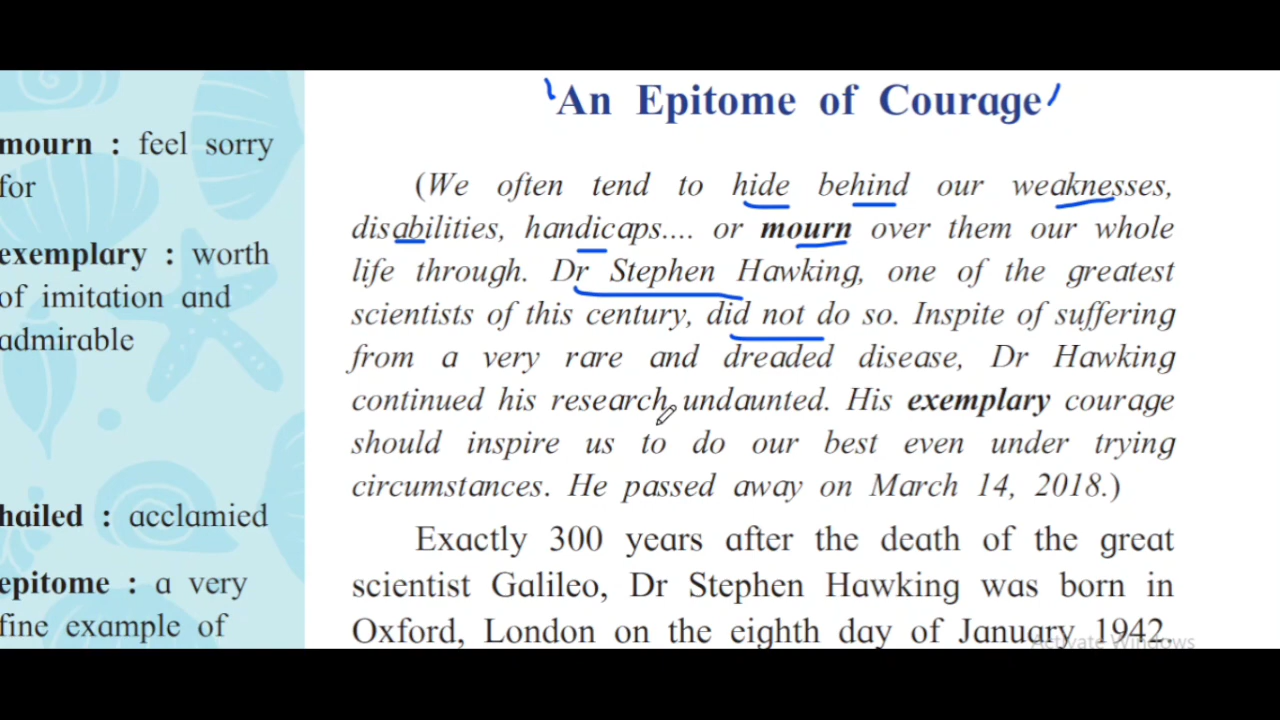 An Epitome of Courage
mourn : feel sorry
for
exemplary : worth
of imitation and
admirable
hailed : acclamied
epitome : a very
fine example of
(We often tend to hide behind our weaknesses,
disabilities, handicaps.... or mourn over them our whole
life through. Dr Stephen Hawking, one of the greatest
scientists of this century, did not do so. Inspite of suffering
from a very rare and dreaded disease, Dr Hawking
continued his research undaunted. His exemplary courage
should inspire us to do our best even under trying
circumstances. He passed away on March 14, 2018.)
Exactly 300 years after the death of the great
scientist Galileo, Dr Stephen Hawking was born in
Oxford, London on the eighth day of January 1942.
Activate Windows